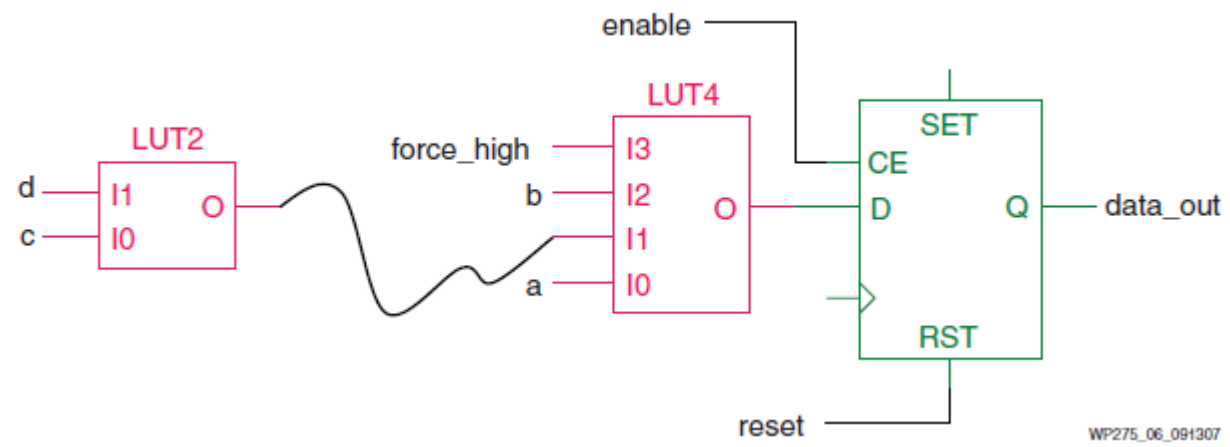 enable
LUT4
SET
LUT2
force_high
I3
CE
d
I1
b
I2
O
O
D
Q
data_out
c
I0
I1
a
I0
RST
reset
WP275_06_091307